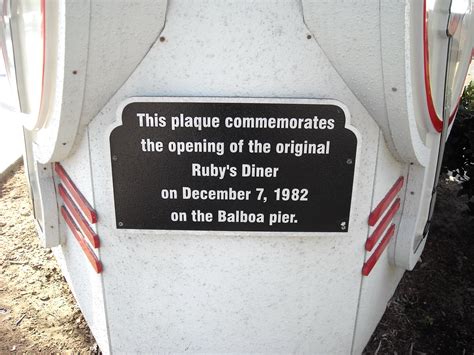 This plaque commemorates
the opening of the original
Ruby's Diner
on December 7, 1982
on the Balboa pier.